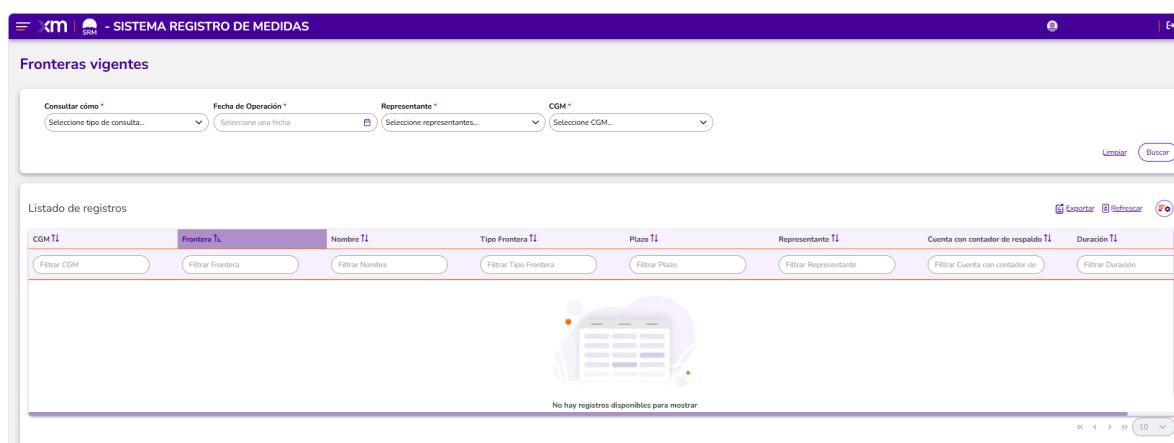 xm SRM - SISTEMA REGISTRO DE MEDIDAS
Fronteras vigentes
Consultar cómo * Fecha de Operación * Representante * CGM *
Seleccione tipo de consulta... Seleccione una fecha Seleccione representantes... Seleccione CGM...
Limpiar Buscar
Listado de registros Exportar Refrescar
CGM Frontera Nombre Tipo Frontera Plazo Representante Cuenta con contador de respaldo Duración
Filtrar CGM Filtrar Frontera Filtrar Nombre Filtrar Tipo Frontera Filtrar Plazo Filtrar Representante Filtrar Cuenta con contador de Filtrar Duración
No hay registros disponibles para mostrar
« < > » 10